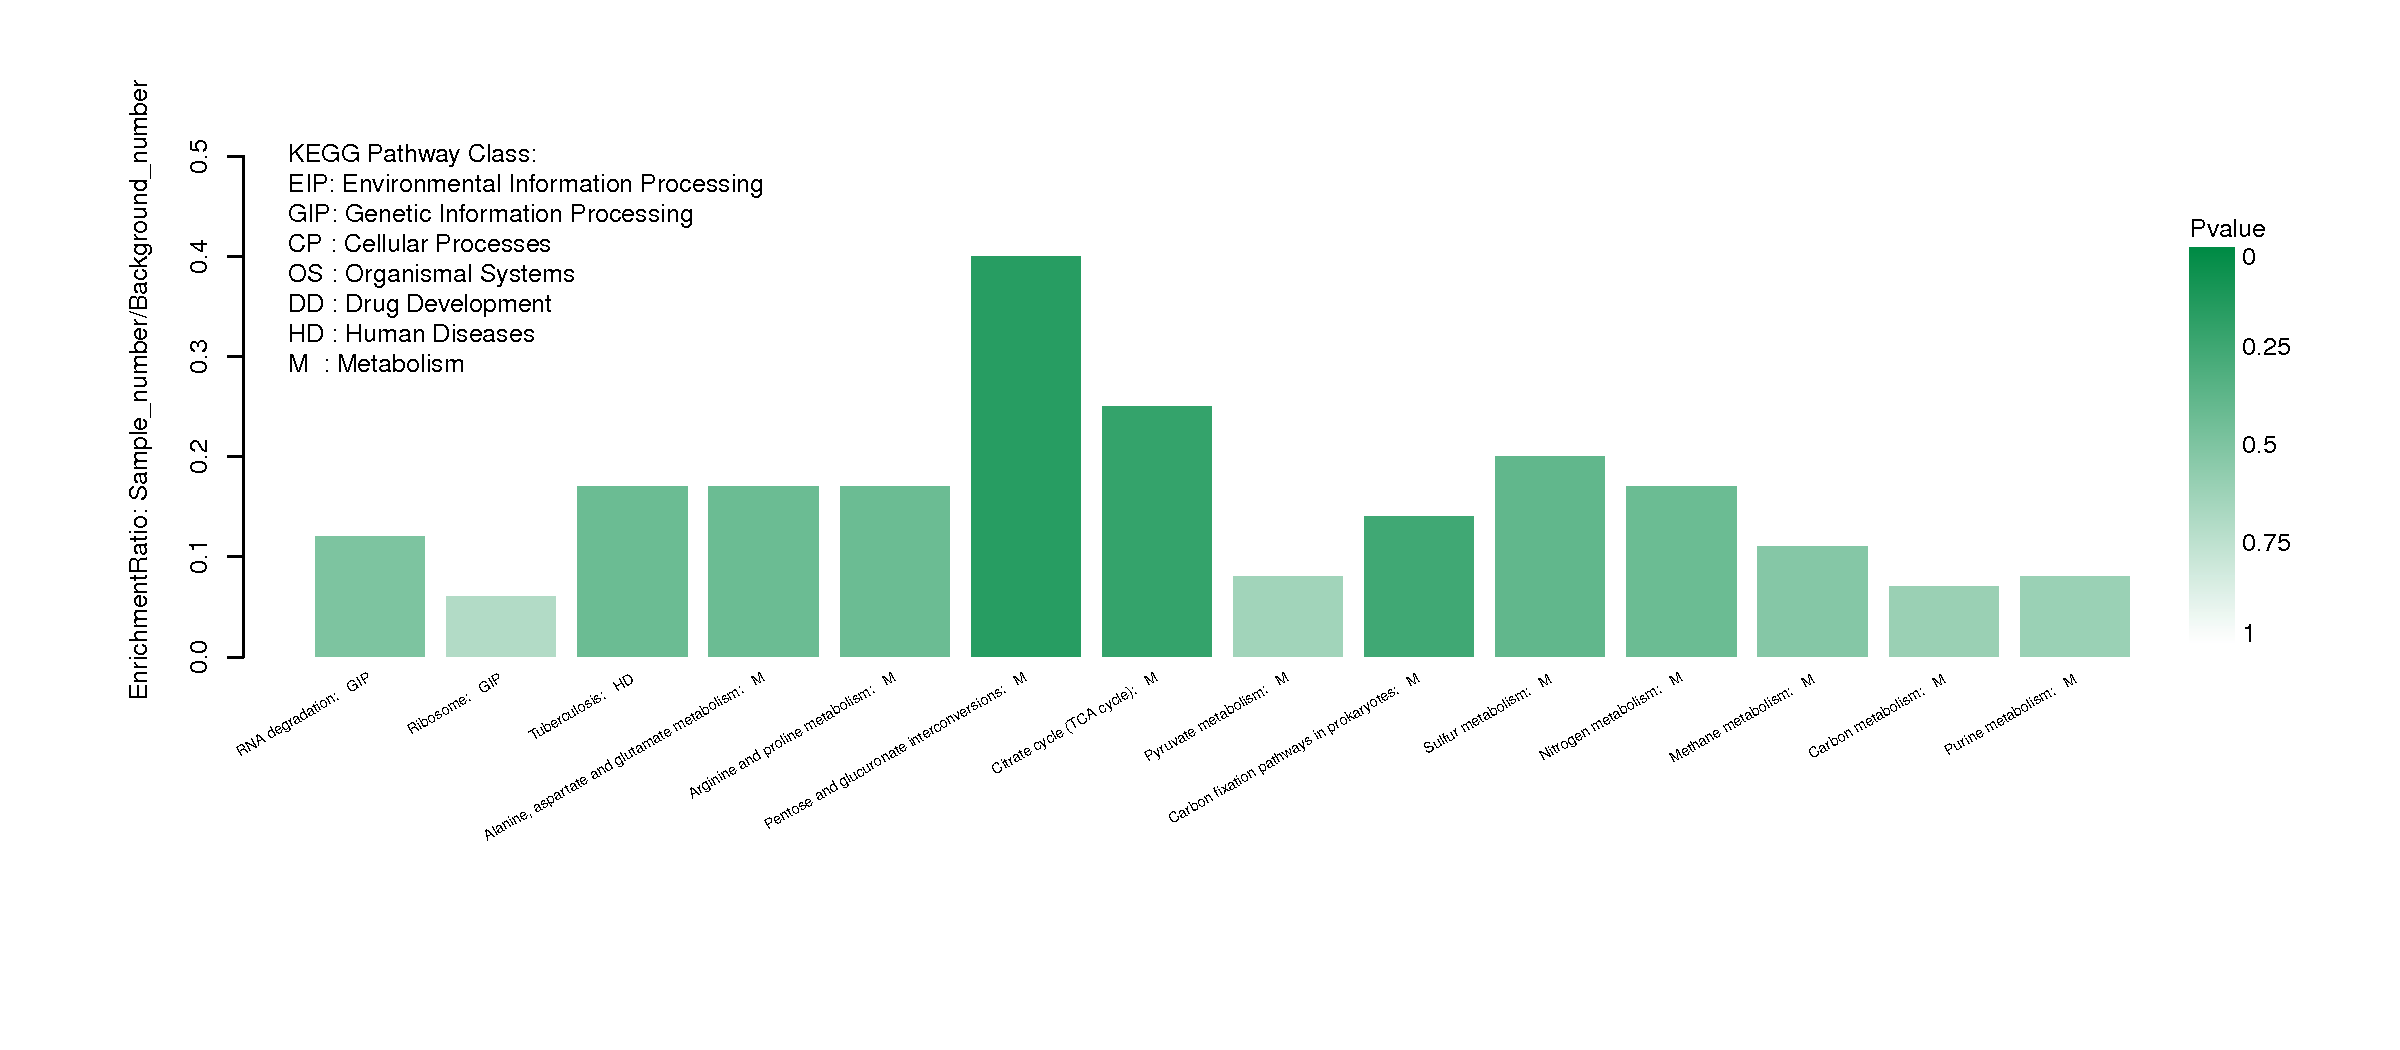 EnrichmentRatio: Sample_number/Background_number
0.5
0.4
0.3
0.2
0.1
0.0
KEGG Pathway Class:
EIP: Environmental Information Processing
GIP: Genetic Information Processing
CP : Cellular Processes
OS : Organismal Systems
DD : Drug Development
HD : Human Diseases
M : Metabolism
Pvalue
0
0.25
0.5
0.75
1
RNA degradation: GIP
Ribosome: GIP
Tuberculosis: HD
Alanine, aspartate and glutamate metabolism: M
Arginine and proline metabolism: M
Pentose and glucuronate interconversions: M
Citrate cycle (TCA cycle): M
Pyruvate metabolism: M
Carbon fixation pathways in prokaryotes: M
Sulfur metabolism: M
Nitrogen metabolism: M
Methane metabolism: M
Carbon metabolism: M
Purine metabolism: M